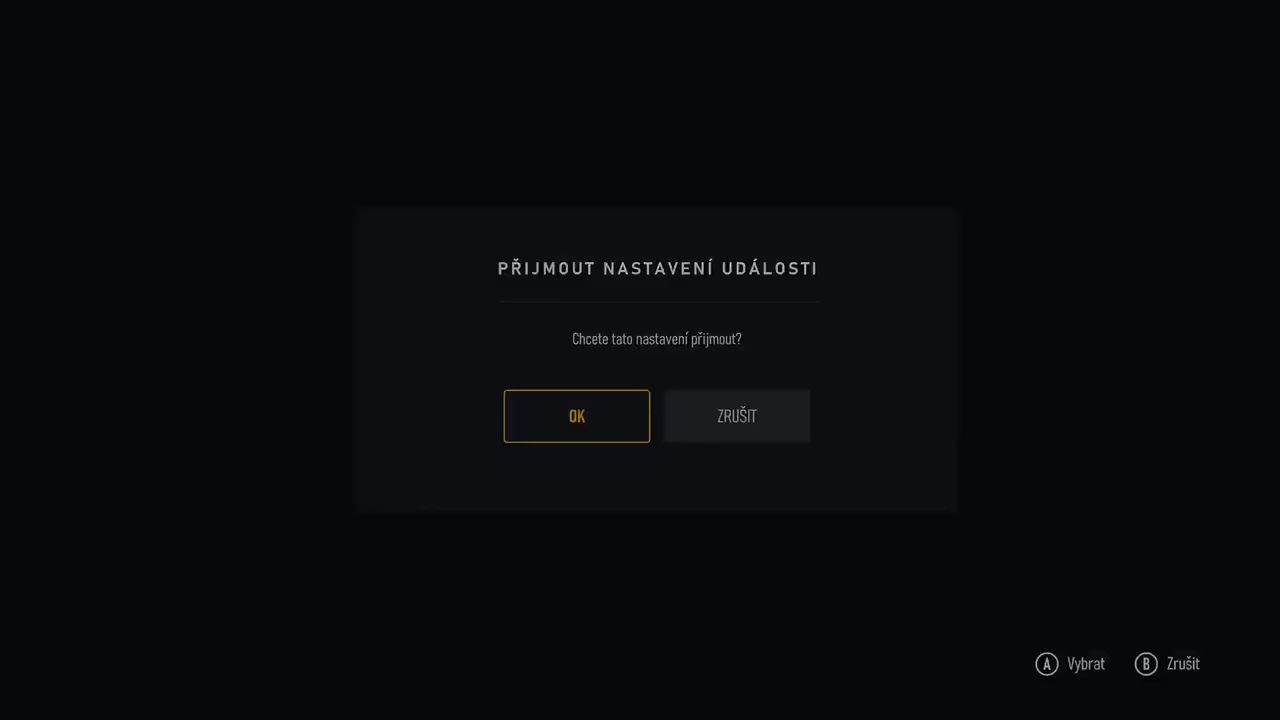 PŘIJMOUT NASTAVENÍ UDÁLOSTI
Chcete tato nastavení přijmout?
OK
ZRUŠIT
A Vybrat
B Zrušit